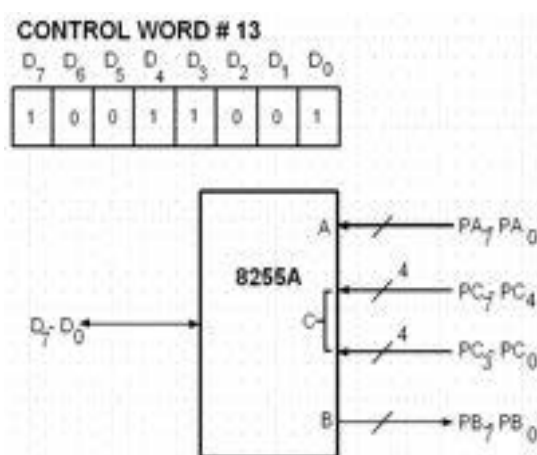 CONTROL WORD # 13
D7 D6 D5 D4 D3 D2 D1 D0
1 0 0 1 1 0 0 1
A
PA7 PA0
8255A
4
PC7 PC4
C
D7-D0
4
PC3 PC0
B
PB7 PB0